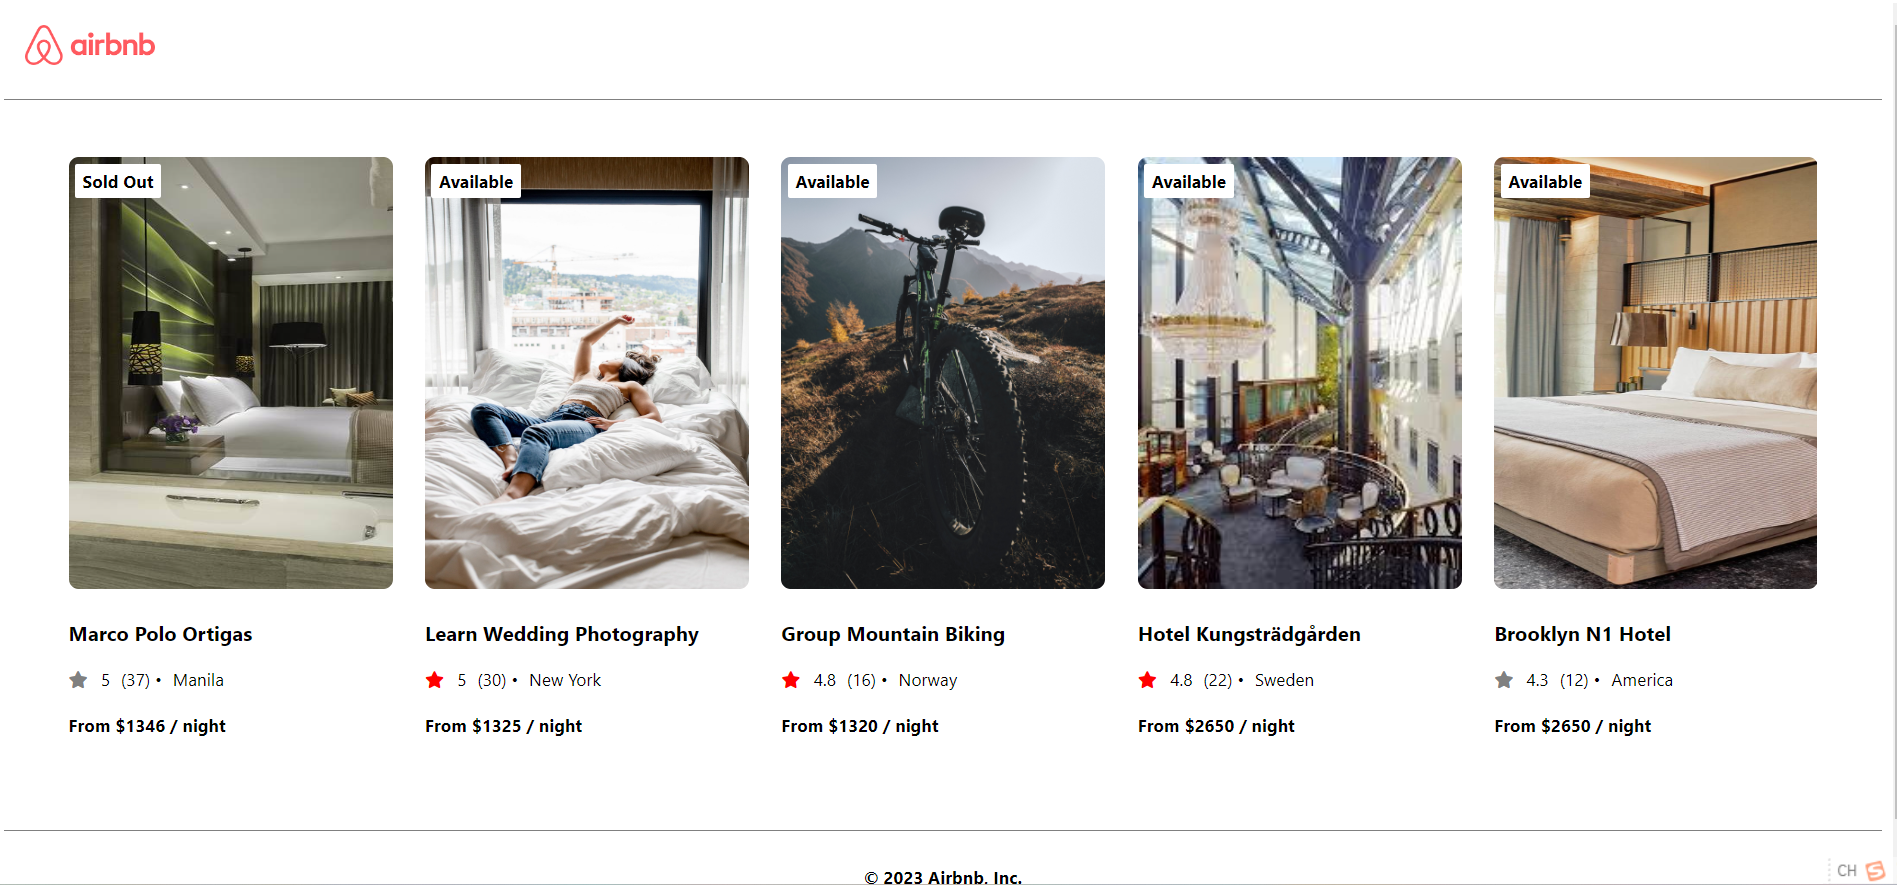 airbnb
Sold Out
Available
Available
Available
Available
Marco Polo Ortigas
Learn Wedding Photography
Group Mountain Biking
Hotel Kungsträdgården
Brooklyn N1 Hotel
5 (37) • Manila
5 (30) • New York
4.8 (16) • Norway
4.8 (22) • Sweden
4.3 (12) • America
From $1346 / night
From $1325 / night
From $1320 / night
From $2650 / night
From $2650 / night
© 2023 Airbnb, Inc.
CH S